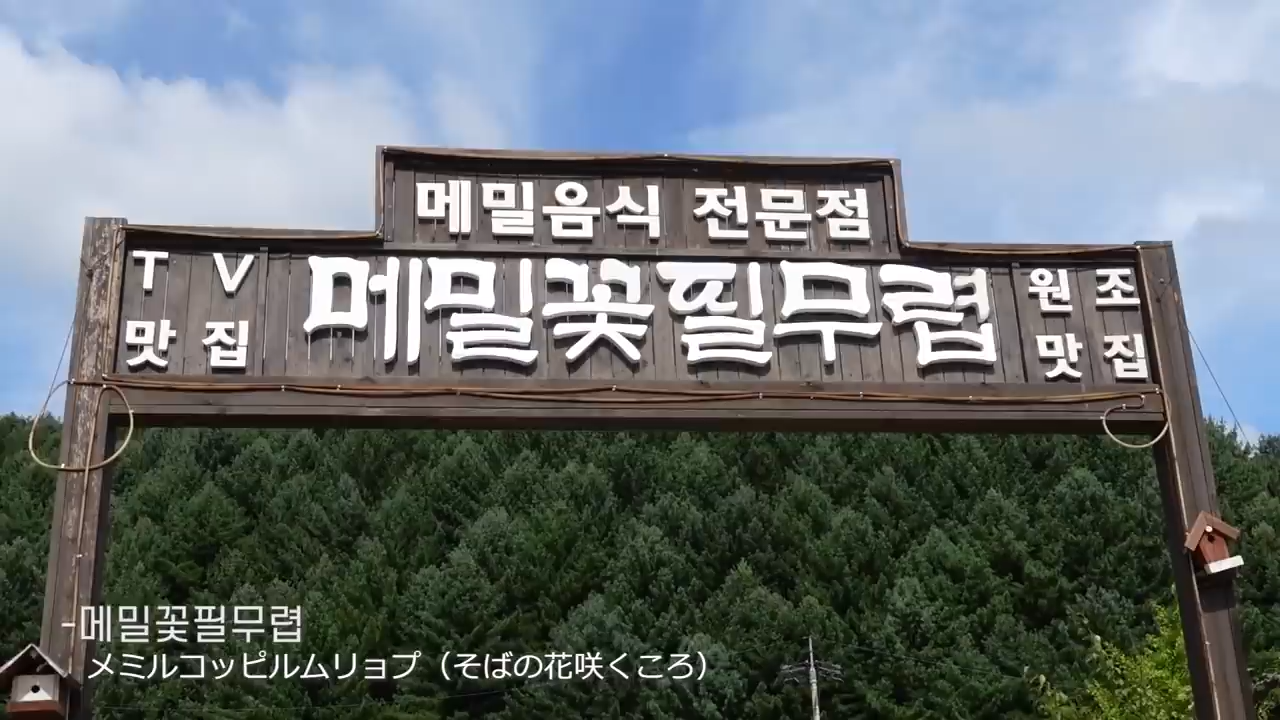 메밀음식 전문점
TV
맛집
메밀꽃필무렵
원조
맛집
-메밀꽃필무렵
メミルコッピルムリョプ（そばの花咲くころ）